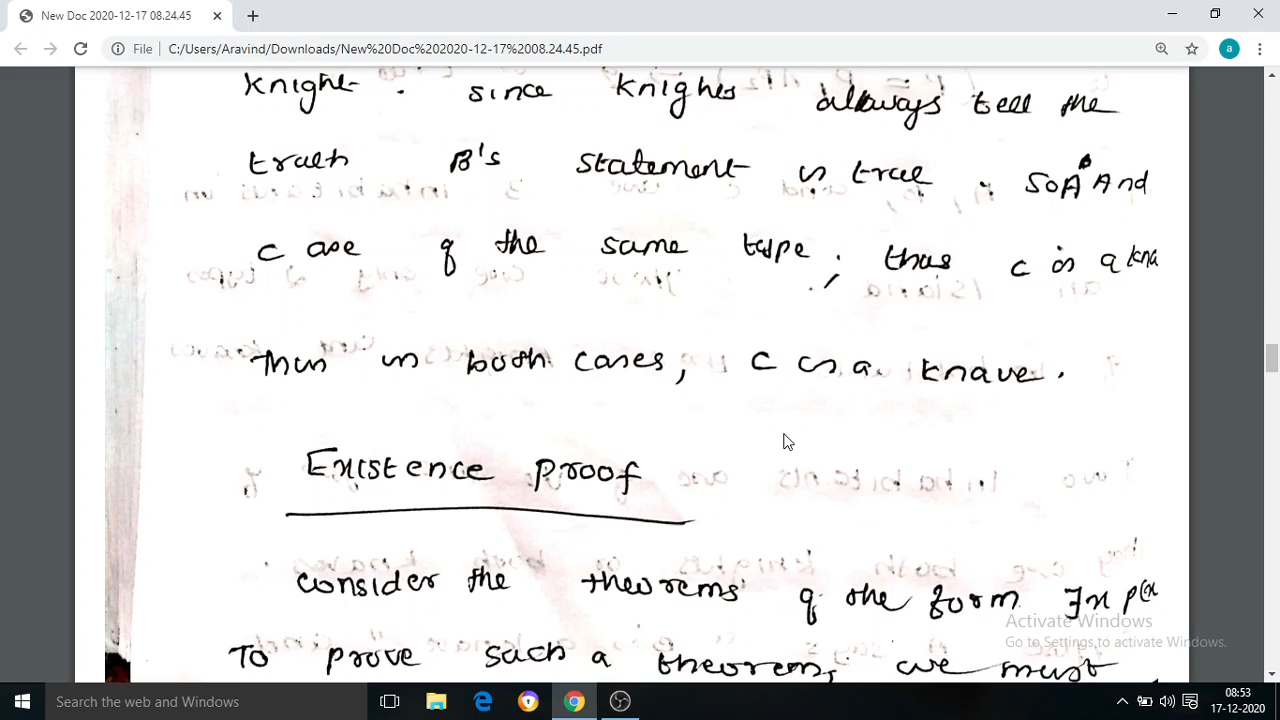 New Doc 2020-12-17 08.24.45
File C:/Users/Aravind/Downloads/New%20Doc%202020-12-17%2008.24.45.pdf
a
knight. since knighs allways tell the
truth B's statement is true. So A And
C are of the same type; thus C is a kna
Thus in both cases, C is a knave.
Existence proof
consider the theorems of the form ∃x p(x
To prove such a theorem, we must
Activate Windows
Go to Settings to activate Windows.
Search the web and Windows
08:53
17-12-2020